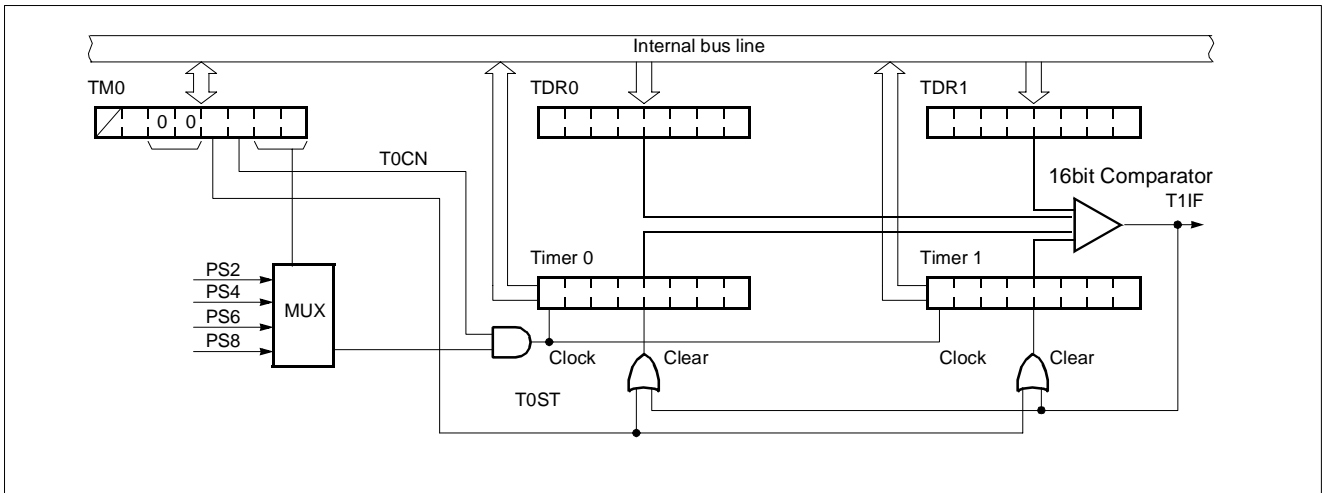 Internal bus line
TM0
TDR0
TDR1
0 0
T0CN
16bit Comparator
T1IF
Timer 0
Timer 1
PS2
PS4
PS6
PS8
MUX
Clock
Clear
Clock
Clear
T0ST